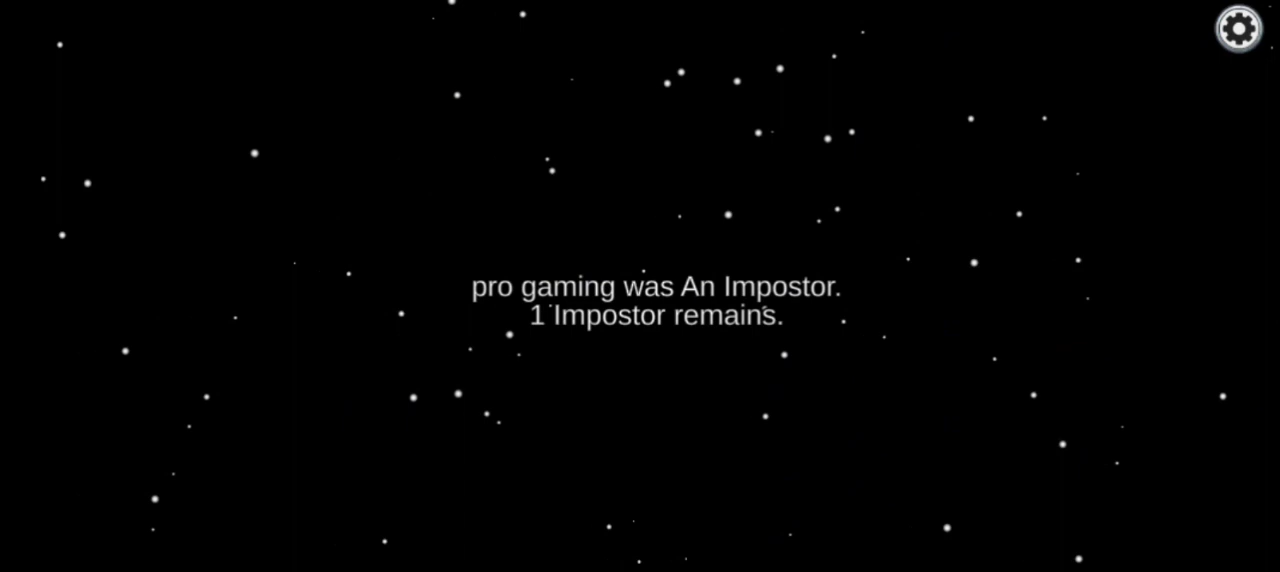 pro gaming was An Impostor.
1 Impostor remains.